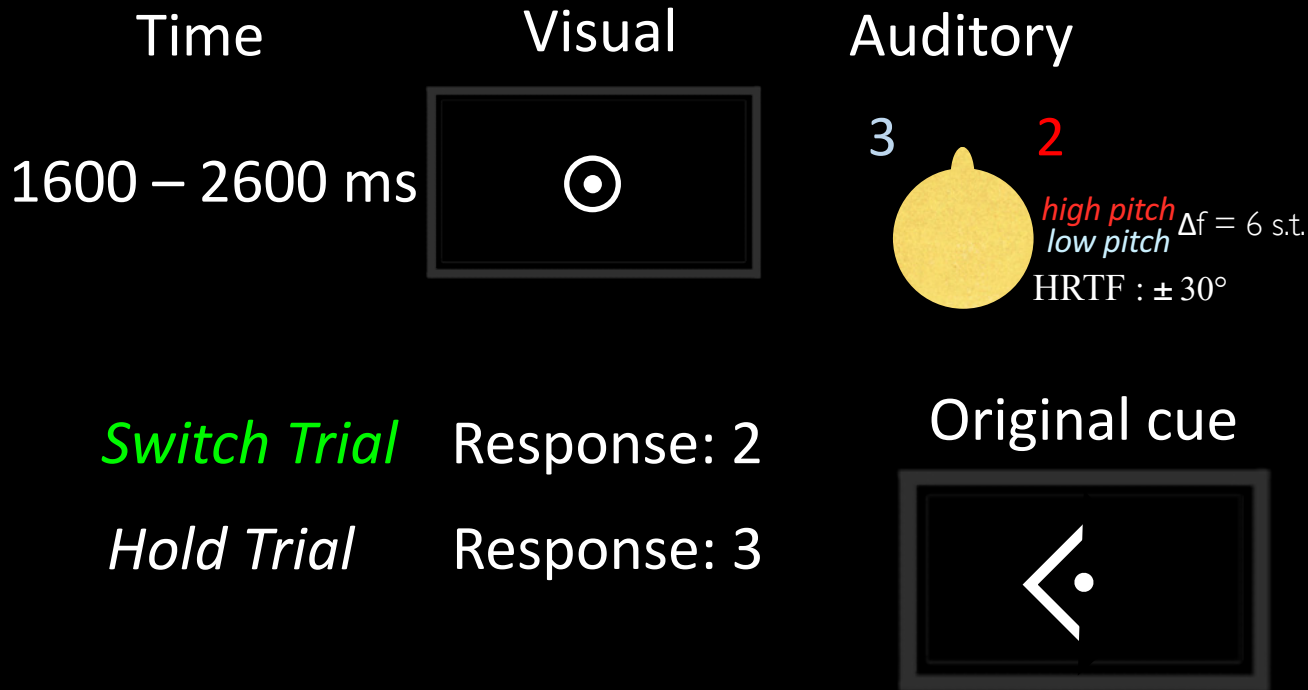 Time
Visual
Auditory
1600 – 2600 ms
3
2
high pitch
low pitch
Δf = 6 s.t.
HRTF : ± 30°
Switch Trial
Response: 2
Hold Trial
Response: 3
Original cue